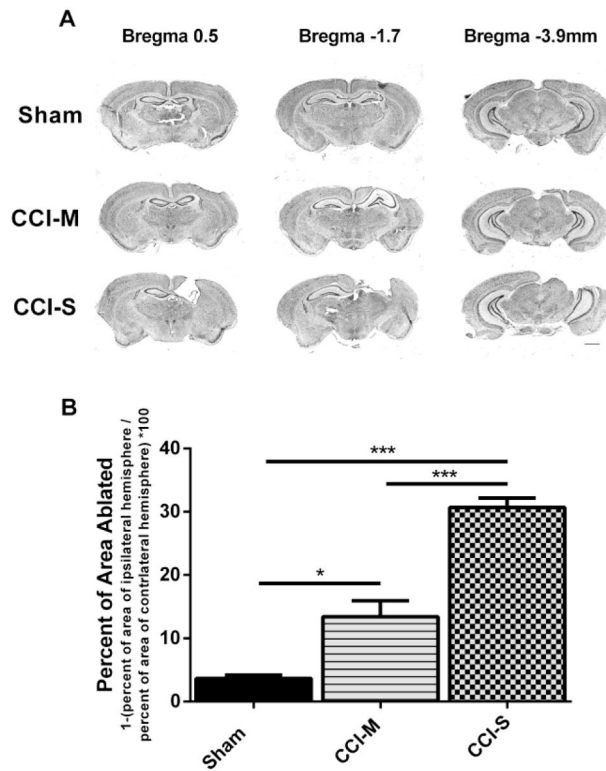 A
Bregma 0.5 Bregma -1.7 Bregma -3.9mm
Sham
CCI-M
CCI-S
B
Percent of Area Ablated
1-(percent of area of ipsilateral hemisphere /
percent of area of contrlateral hemisphere) *100
40
30
20
10
0
***
***
*
Sham
CCI-M
CCI-S